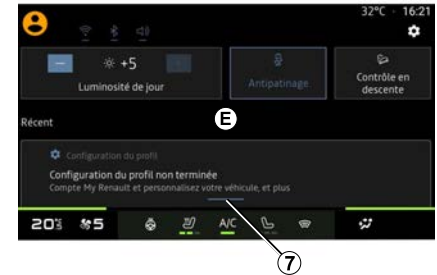 32°C 16:21
+5
Luminosité de jour
Antipatinage
Contrôle en
descente
E
Récent
Configuration du profil
Configuration du profil non terminée
Compte My Renault et personnalisez votre véhicule, et plus
20°5 5 A/C
7